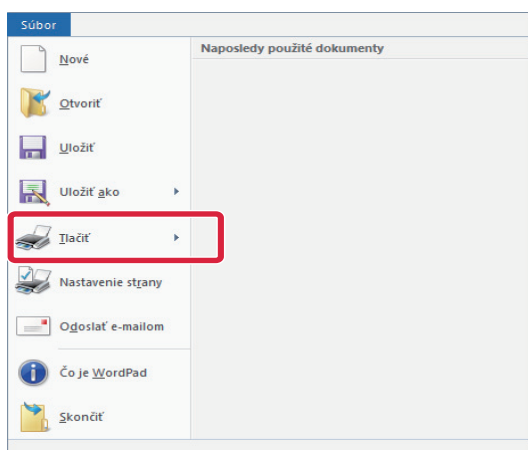 Súbor
Naposledy použité dokumenty
Nové
Otvoriť
Uložiť
Uložiť ako
Tlačiť
Nastavenie strany
Odoslať e-mailom
Čo je WordPad
Skončiť